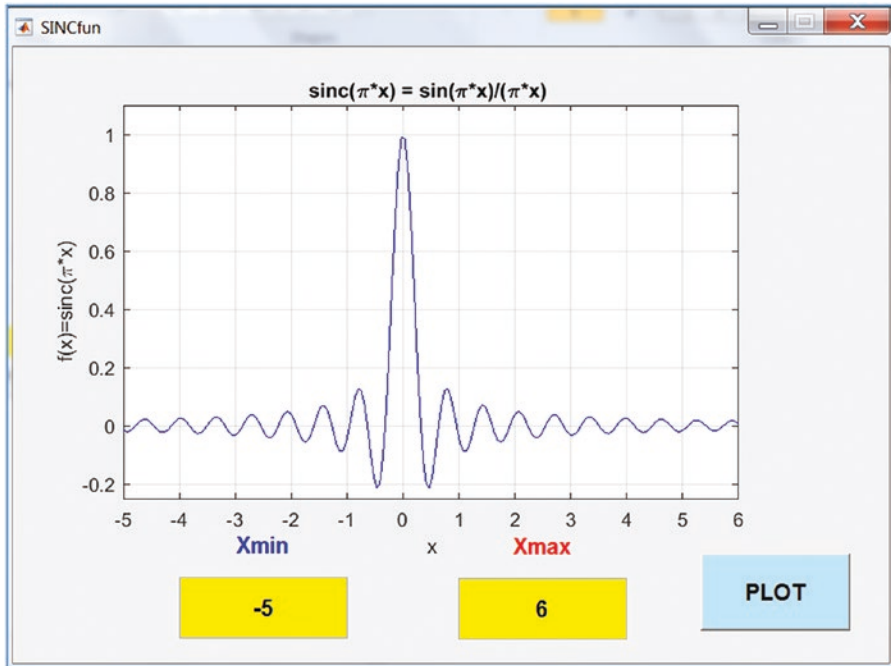 SINCfun
sinc(π*x) = sin(π*x)/(π*x)
f(x)=sinc(π*x)
1
0.8
0.6
0.4
0.2
0
-0.2
-5 -4 -3 -2 -1 0 1 2 3 4 5 6
Xmin x Xmax
-5 6 PLOT